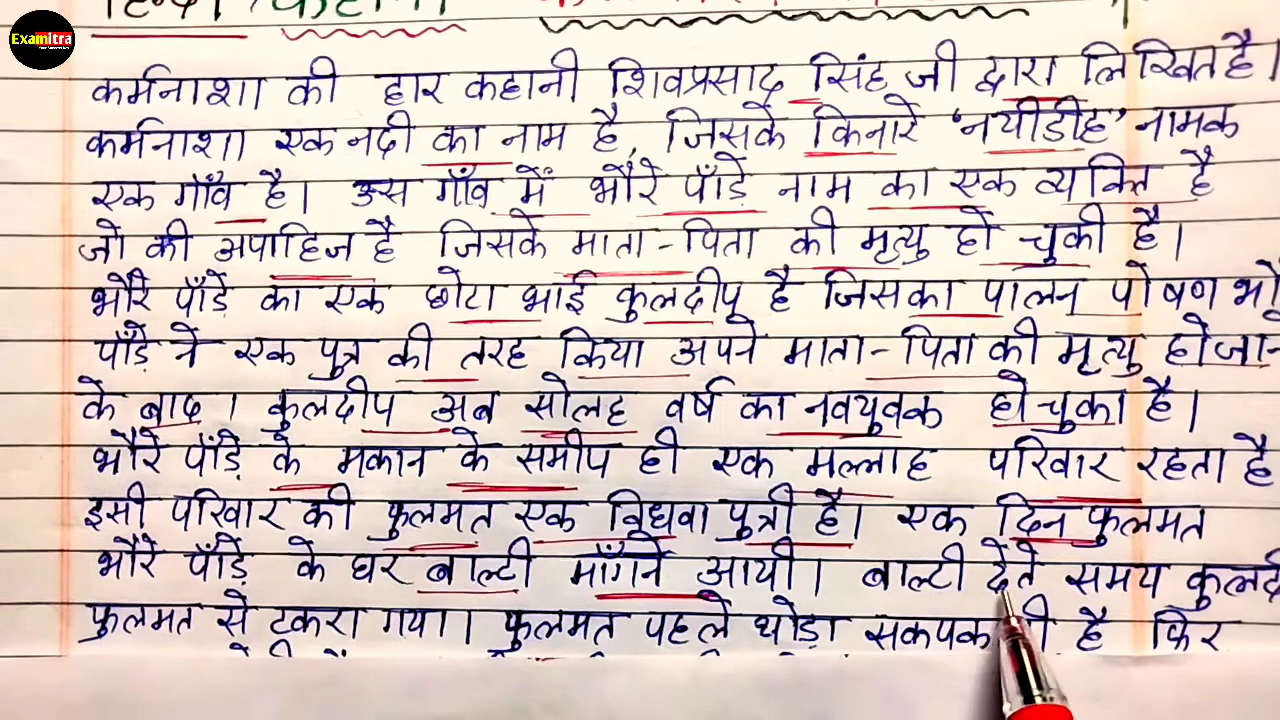 Examitra
कर्मनाशा की हार कहानी शिवप्रसाद सिंह जी द्वारा लिखित है।
कर्मनाशा एक नदी का नाम है, जिसके किनारे 'नयीडीह' नामक
एक गाँव है। उस गाँव में भौरे पाँड़े नाम का एक व्यक्ति है
जो की अपाहिज है जिसके माता-पिता की मृत्यु हो चुकी है।
भौरे पाँड़े का एक छोटा भाई कुलदीप है जिसका पालन पोषण भौ
पाँड़े ने एक पुत्र की तरह किया अपने माता-पिता की मृत्यु होजा-
के बाद। कुलदीप अब सोलह वर्ष का नवयुवक हो चुका है।
भौरे पाँड़े के मकान के समीप ही एक मल्लाह परिवार रहता है
इसी परिवार की फुलमत एक विधवा पुत्री है। एक दिन फुलमत
भौरे पाँड़े के घर बाल्टी माँगने आयी। बाल्टी देते समय कुलद
फुलमत से टकरा गया। फुलमत पहले थोड़ा है फिर